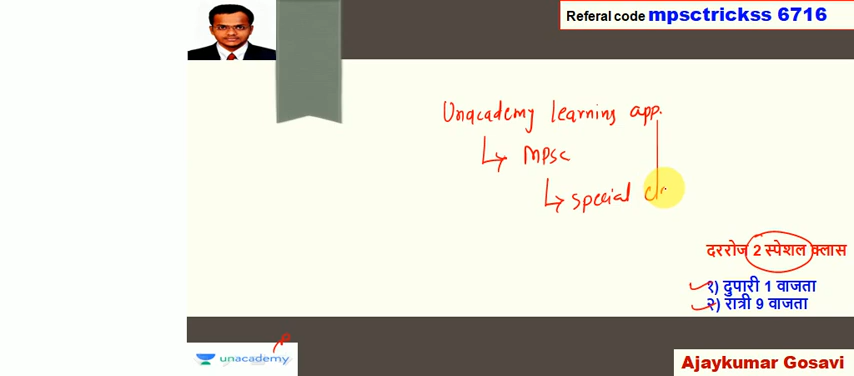 Referal code mpsctrickss 6716
Unacademy learning app.
↳ MPSC
↳ special
दररोज 2 स्पेशल क्लास
१) दुपारी 1 वाजता
२) रात्री 9 वाजता
unacademy
Ajaykumar Gosavi